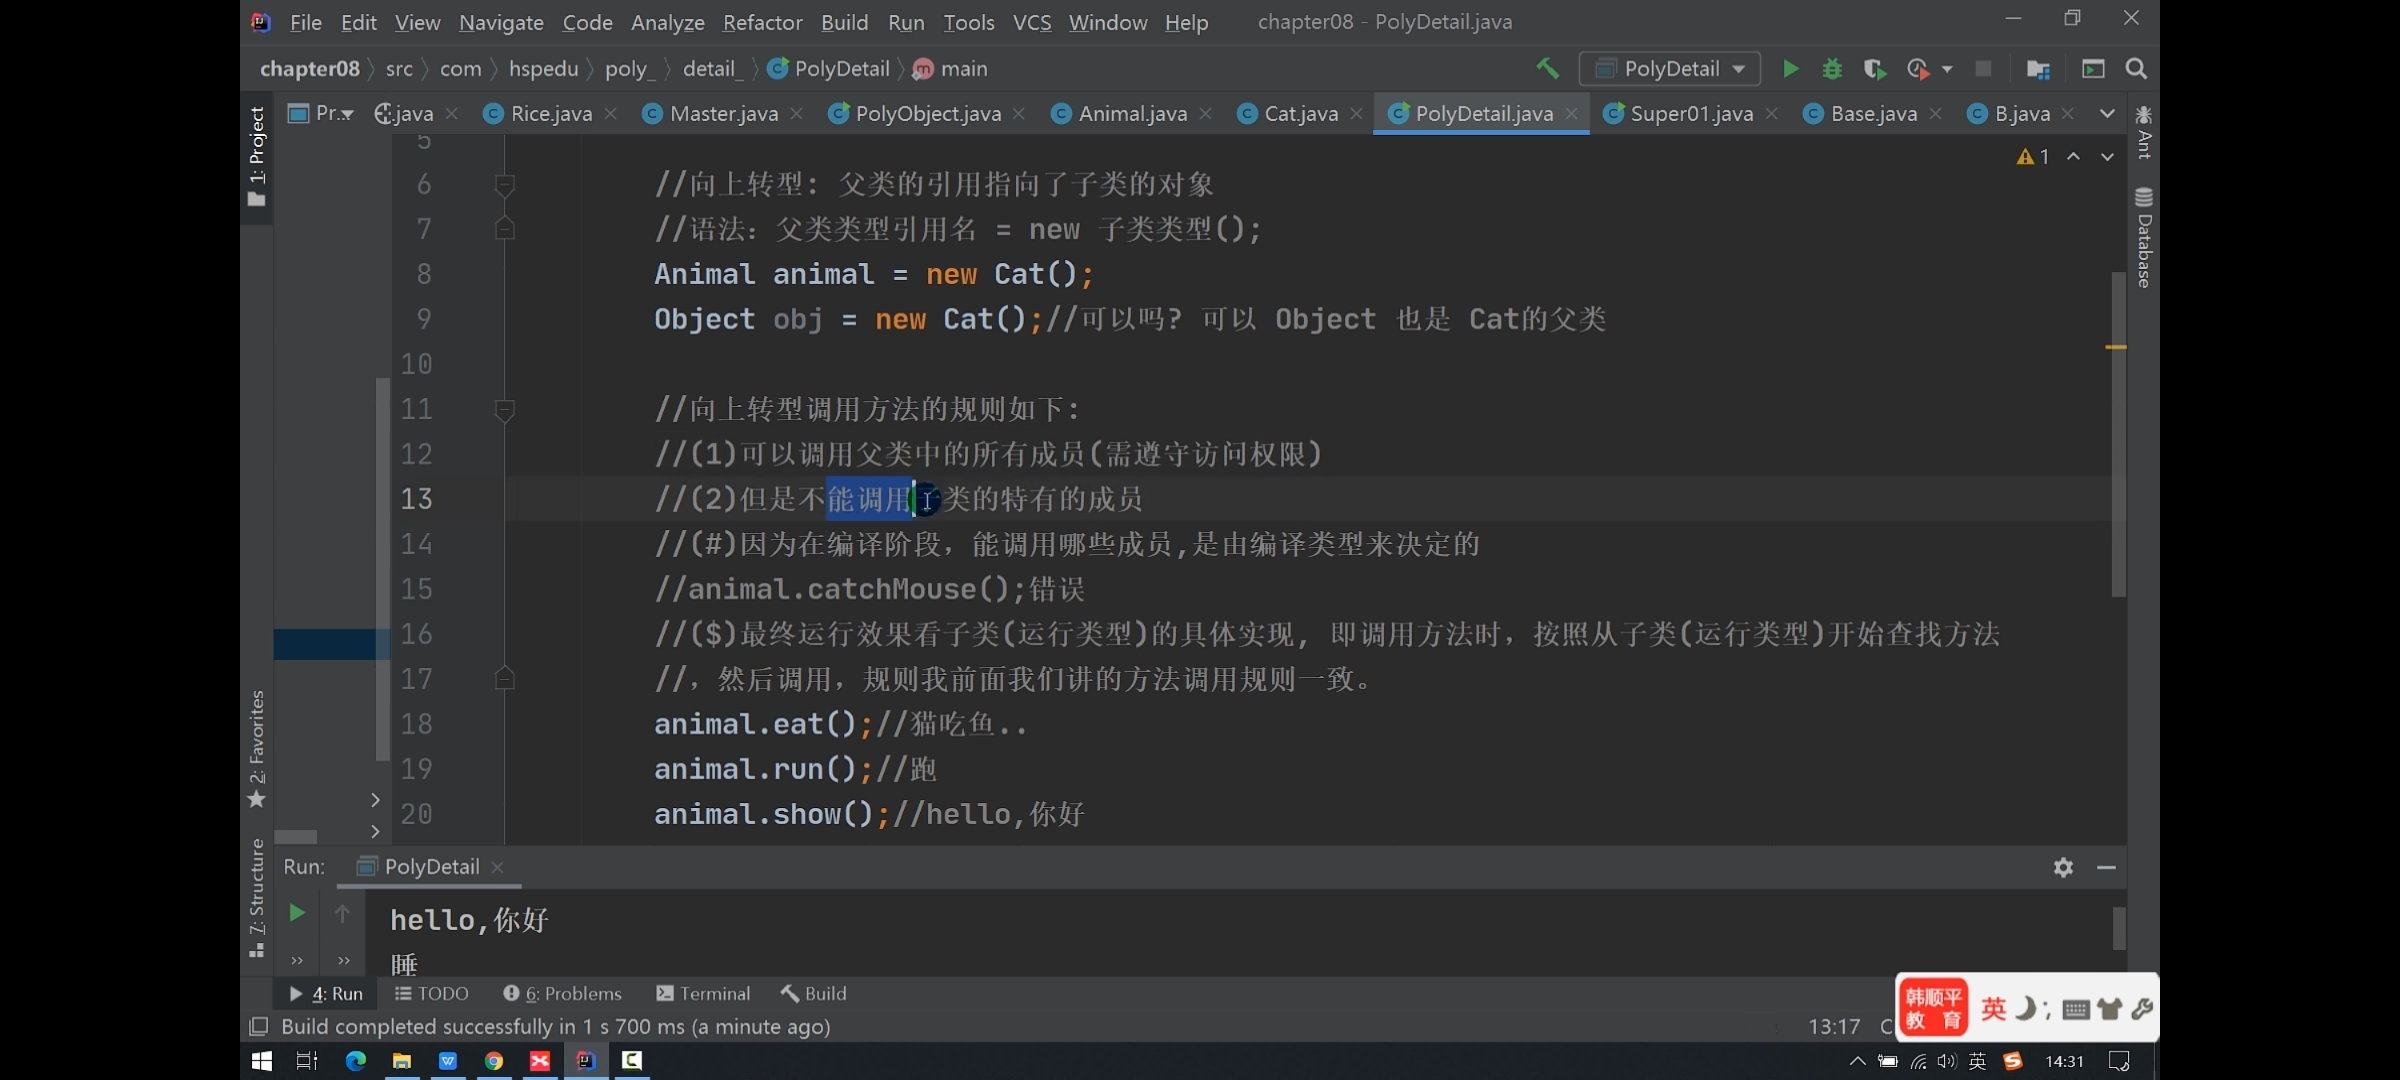 File Edit View Navigate Code Analyze Refactor Build Run Tools VCS Window Help chapter08 - PolyDetail.java
chapter08 src com hspedu poly_ detail_ PolyDetail main PolyDetail
1: Project Pr.. .java Rice.java Master.java PolyObject.java Animal.java Cat.java PolyDetail.java Super01.java Base.java B.java Ant
Database
1
5
6 //向上转型: 父类的引用指向了子类的对象
7 //语法：父类类型引用名 = new 子类类型();
8 Animal animal = new Cat();
9 Object obj = new Cat();//可以吗? 可以 Object 也是 Cat的父类
10
11 //向上转型调用方法的规则如下:
12 //(1)可以调用父类中的所有成员(需遵守访问权限)
13 //(2)但是不能调用子类的特有的成员
14 //(#)因为在编译阶段，能调用哪些成员,是由编译类型来决定的
15 //animal.catchMouse();错误
16 //($)最终运行效果看子类(运行类型)的具体实现, 即调用方法时，按照从子类(运行类型)开始查找方法
17 //，然后调用，规则我前面我们讲的方法调用规则一致。
18 animal.eat();//猫吃鱼..
19 animal.run();//跑
20 animal.show();//hello,你好
2: Favorites
7: Structure
Run: PolyDetail
hello,你好
睡
4: Run TODO 6: Problems Terminal Build
Build completed successfully in 1 s 700 ms (a minute ago) 13:17 C
韩顺平
教育
英
英 14:31